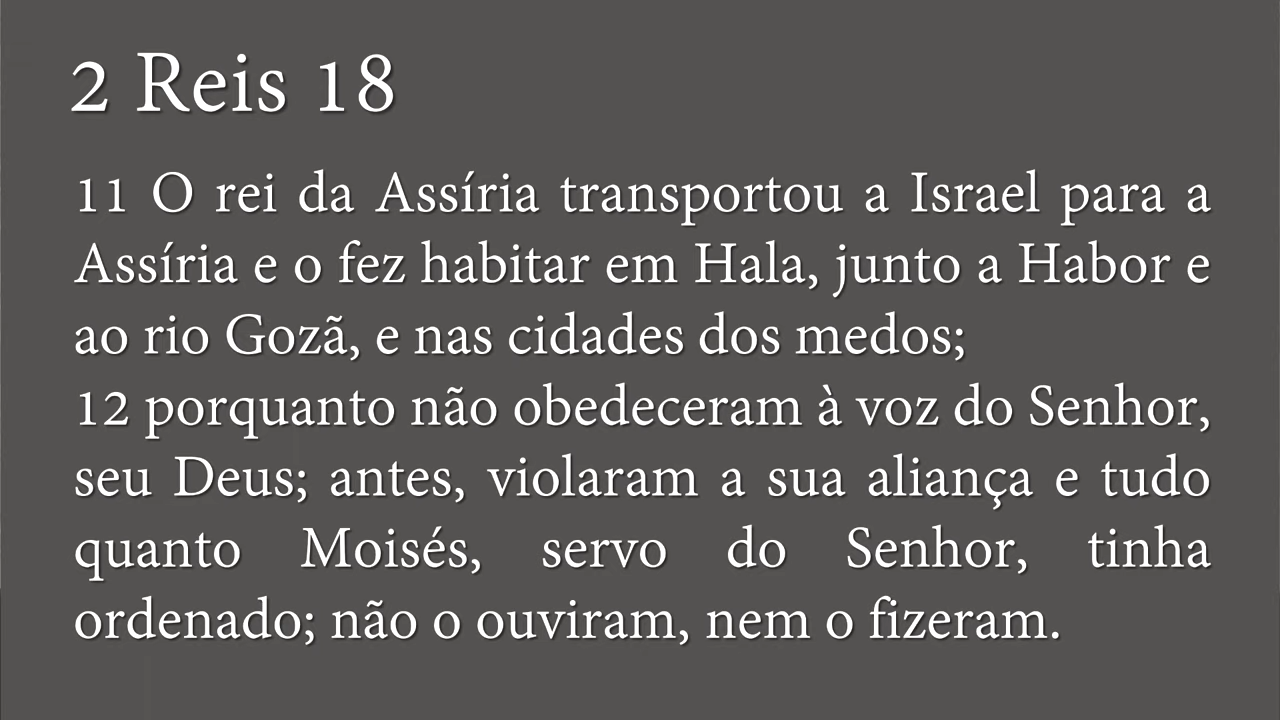 2 Reis 18
11 O rei da Assíria transportou a Israel para a
Assíria e o fez habitar em Hala, junto a Habor e
ao rio Gozã, e nas cidades dos medos;
12 porquanto não obedeceram à voz do Senhor,
seu Deus; antes, violaram a sua aliança e tudo
quanto Moisés, servo do Senhor, tinha
ordenado; não o ouviram, nem o fizeram.